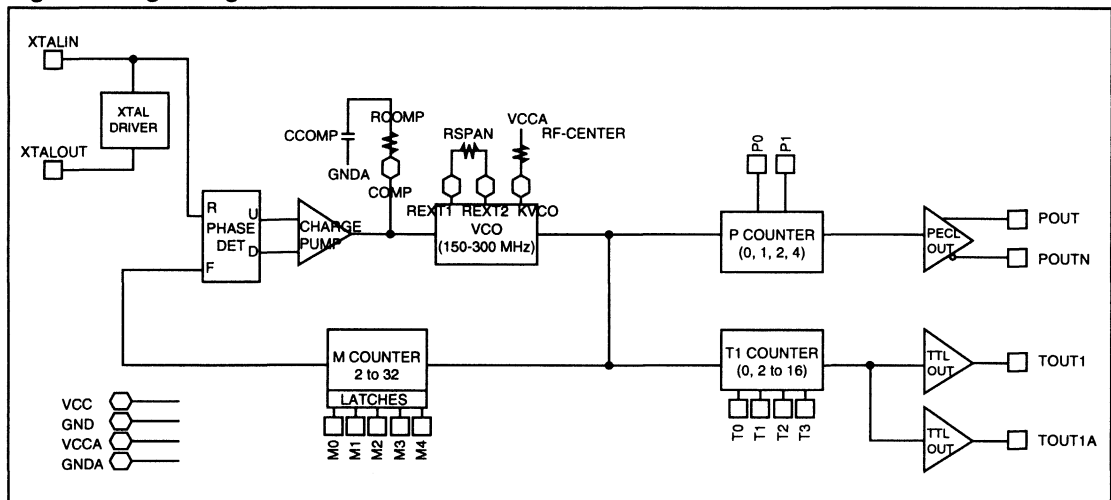 XTALIN
XTAL
DRIVER
XTALOUT
R
U
PHASE
DET
D
F
CHARGE
PUMP
CCOMP
RCOMP
GNDA
COMP
RSPAN
VCCA
RF-CENTER
REXT1
REXT2
KVCO
VCO
(150-300 MHz)
P0
P1
P COUNTER
(0, 1, 2, 4)
PECL
OUT
POUT
POUTN
M COUNTER
2 to 32
LATCHES
M0
M1
M2
M3
M4
T1 COUNTER
(0, 2 to 16)
T0
T1
T2
T3
TTL
OUT
TOUT1
TTL
OUT
TOUT1A
VCC
GND
VCCA
GNDA